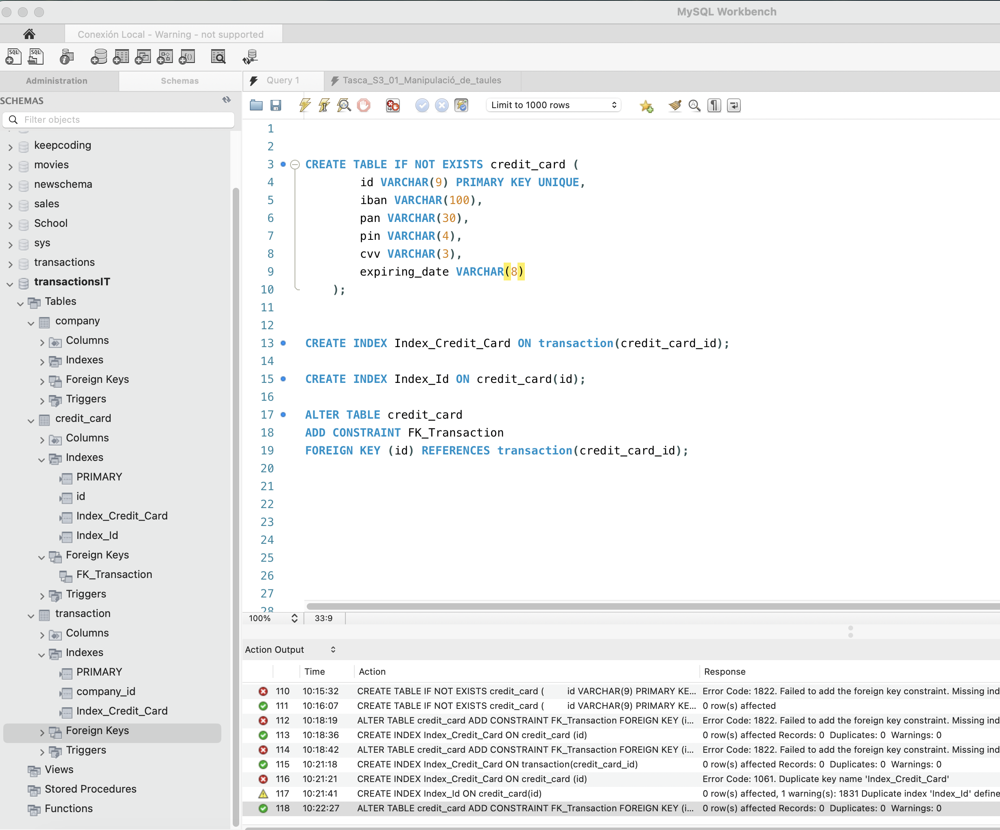 MySQL Workbench
Conexión Local - Warning - not supported
SQL
SQL
Administration
Schemas
Query 1
Tasca_S3_01_Manipulació_de_taules
SCHEMAS
Filter objects
Limit to 1000 rows
keepcoding
movies
newschema
sales
School
sys
transactions
transactionsIT
Tables
company
Columns
Indexes
Foreign Keys
Triggers
credit_card
Columns
Indexes
PRIMARY
id
Index_Credit_Card
Index_Id
Foreign Keys
FK_Transaction
Triggers
transaction
Columns
Indexes
PRIMARY
company_id
Index_Credit_Card
Foreign Keys
Triggers
Views
Stored Procedures
Functions
1
2
3 CREATE TABLE IF NOT EXISTS credit_card (
4 id VARCHAR(9) PRIMARY KEY UNIQUE,
5 iban VARCHAR(100),
6 pan VARCHAR(30),
7 pin VARCHAR(4),
8 cvv VARCHAR(3),
9 expiring_date VARCHAR(8)
10 );
11
12
13 CREATE INDEX Index_Credit_Card ON transaction(credit_card_id);
14
15 CREATE INDEX Index_Id ON credit_card(id);
16
17 ALTER TABLE credit_card
18 ADD CONSTRAINT FK_Transaction
19 FOREIGN KEY (id) REFERENCES transaction(credit_card_id);
20
21
22
23
24
25
26
27
28
100% 33:9
Action Output
Time Action Response
110 10:15:32 CREATE TABLE IF NOT EXISTS credit_card ( id VARCHAR(9) PRIMARY KE... Error Code: 1822. Failed to add the foreign key constraint. Missing ind
111 10:16:07 CREATE TABLE IF NOT EXISTS credit_card ( id VARCHAR(9) PRIMARY KE... 0 row(s) affected
112 10:18:19 ALTER TABLE credit_card ADD CONSTRAINT FK_Transaction FOREIGN KEY (i... Error Code: 1822. Failed to add the foreign key constraint. Missing ind
113 10:18:36 CREATE INDEX Index_Credit_Card ON credit_card (id) 0 row(s) affected Records: 0 Duplicates: 0 Warnings: 0
114 10:18:42 ALTER TABLE credit_card ADD CONSTRAINT FK_Transaction FOREIGN KEY (i... Error Code: 1822. Failed to add the foreign key constraint. Missing ind
115 10:21:18 CREATE INDEX Index_Credit_Card ON transaction(credit_card_id) 0 row(s) affected Records: 0 Duplicates: 0 Warnings: 0
116 10:21:21 CREATE INDEX Index_Credit_Card ON credit_card (id) Error Code: 1061. Duplicate key name 'Index_Credit_Card'
117 10:21:41 CREATE INDEX Index_Id ON credit_card(id) 0 row(s) affected, 1 warning(s): 1831 Duplicate index 'Index_Id' define
118 10:22:27 ALTER TABLE credit_card ADD CONSTRAINT FK_Transaction FOREIGN KEY (i... 0 row(s) affected Records: 0 Duplicates: 0 Warnings: 0